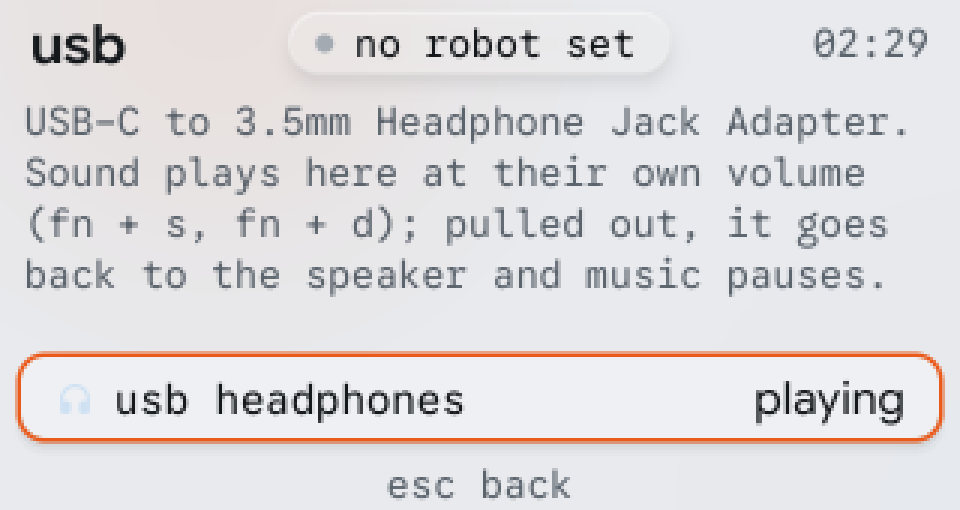 usb
no robot set
02:29
USB-C to 3.5mm Headphone Jack Adapter.
Sound plays here at their own volume
(fn + s, fn + d); pulled out, it goes
back to the speaker and music pauses.
usb headphones
playing
esc back